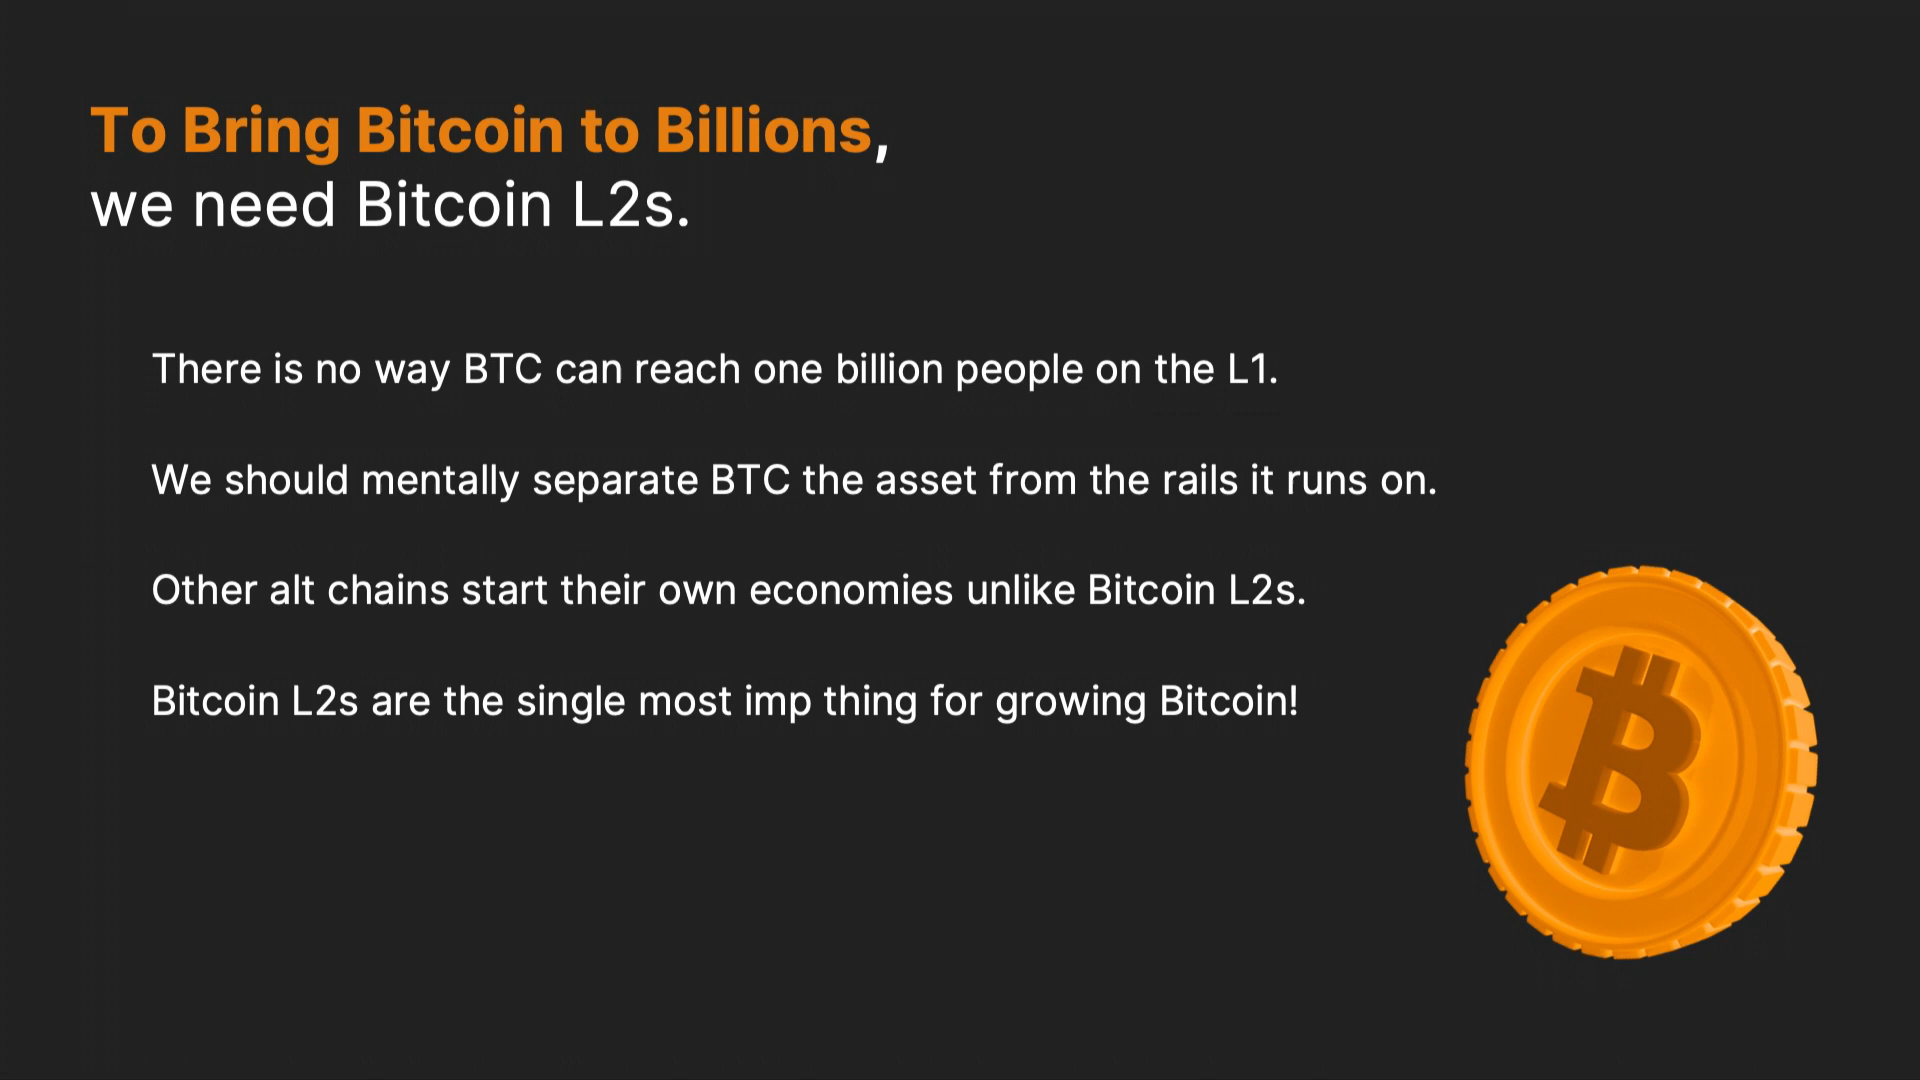 To Bring Bitcoin to Billions,
we need Bitcoin L2s.
There is no way BTC can reach one billion people on the L1.
We should mentally separate BTC the asset from the rails it runs on.
Other alt chains start their own economies unlike Bitcoin L2s.
Bitcoin L2s are the single most imp thing for growing Bitcoin!